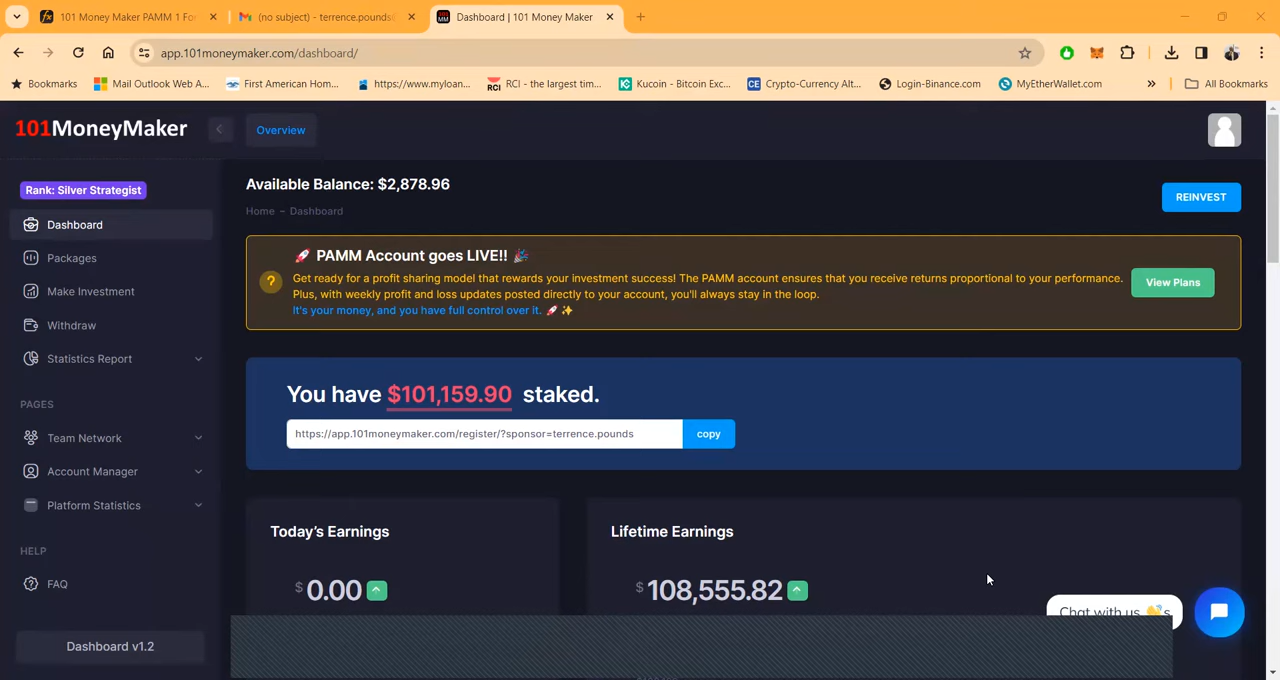 101 Money Maker PAMM 1 Fo
(no subject) - terrence.pounds
Dashboard | 101 Money Maker
app.101moneymaker.com/dashboard/
Bookmarks
Mail Outlook Web A...
First American Hom...
https://www.myloan...
RCI - the largest tim...
Kucoin - Bitcoin Exc...
Crypto-Currency Alt...
Login-Binance.com
MyEtherWallet.com
»
All Bookmarks
101MoneyMaker
Overview
Rank: Silver Strategist
Dashboard
Packages
Make Investment
Withdraw
Statistics Report
PAGES
Team Network
Account Manager
Platform Statistics
HELP
FAQ
Dashboard v1.2
Available Balance: $2,878.96
Home - Dashboard
REINVEST
🚀 PAMM Account goes LIVE!! 🎉
Get ready for a profit sharing model that rewards your investment success! The PAMM account ensures that you receive returns proportional to your performance.
Plus, with weekly profit and loss updates posted directly to your account, you'll always stay in the loop.
It's your money, and you have full control over it. 🚀✨
View Plans
You have $101,159.90 staked.
https://app.101moneymaker.com/register/?sponsor=terrence.pounds
copy
Today's Earnings
$ 0.00
Lifetime Earnings
$ 108,555.82
Chat with us 👋s